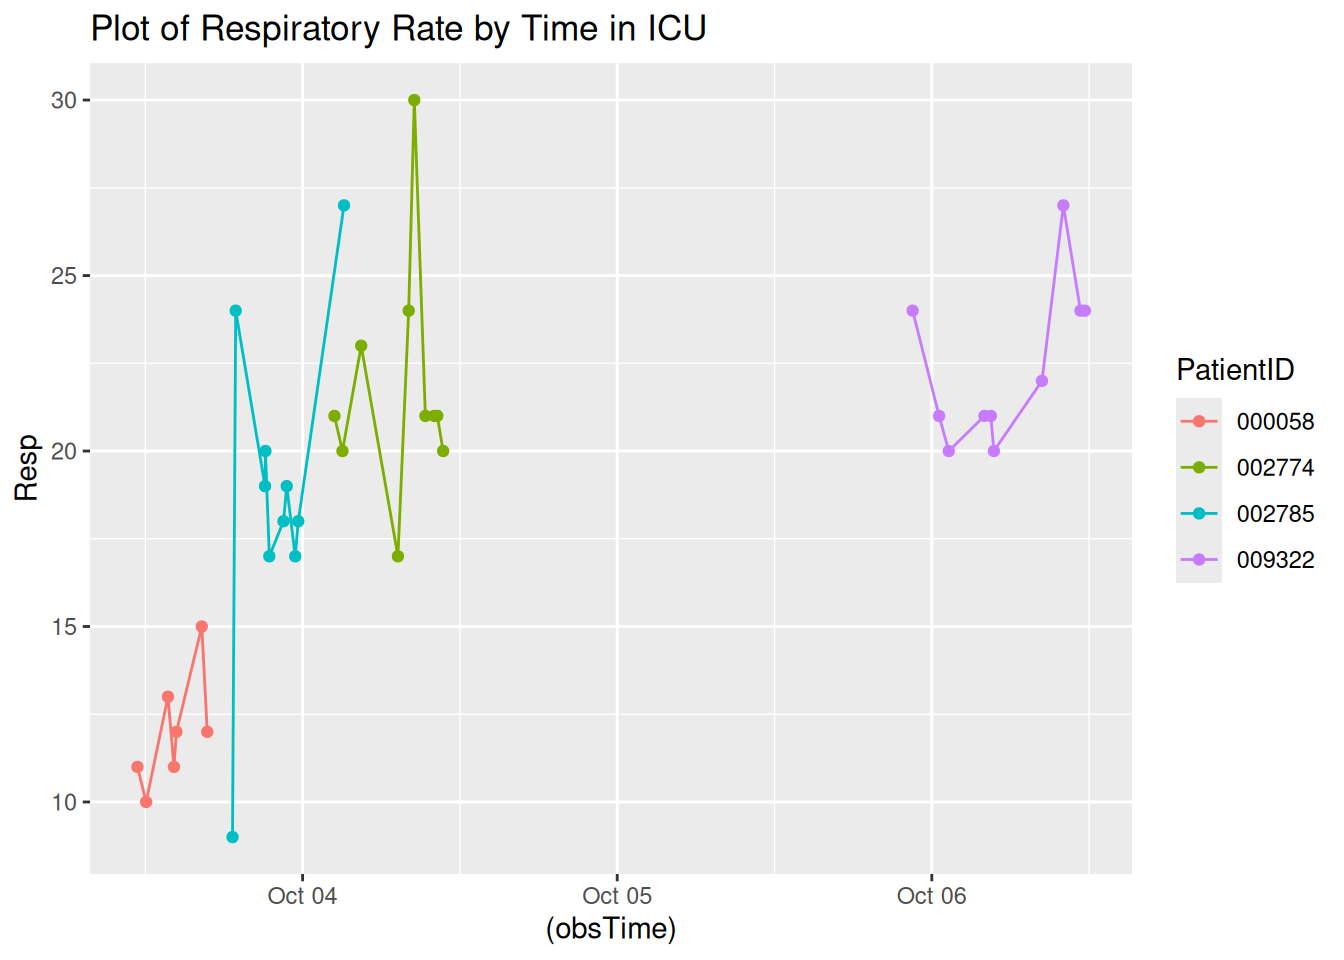 Plot of Respiratory Rate by Time in ICU
30
25
20
15
10
Resp
Oct 04
Oct 05
Oct 06
(obsTime)
PatientID
000058
002774
002785
009322